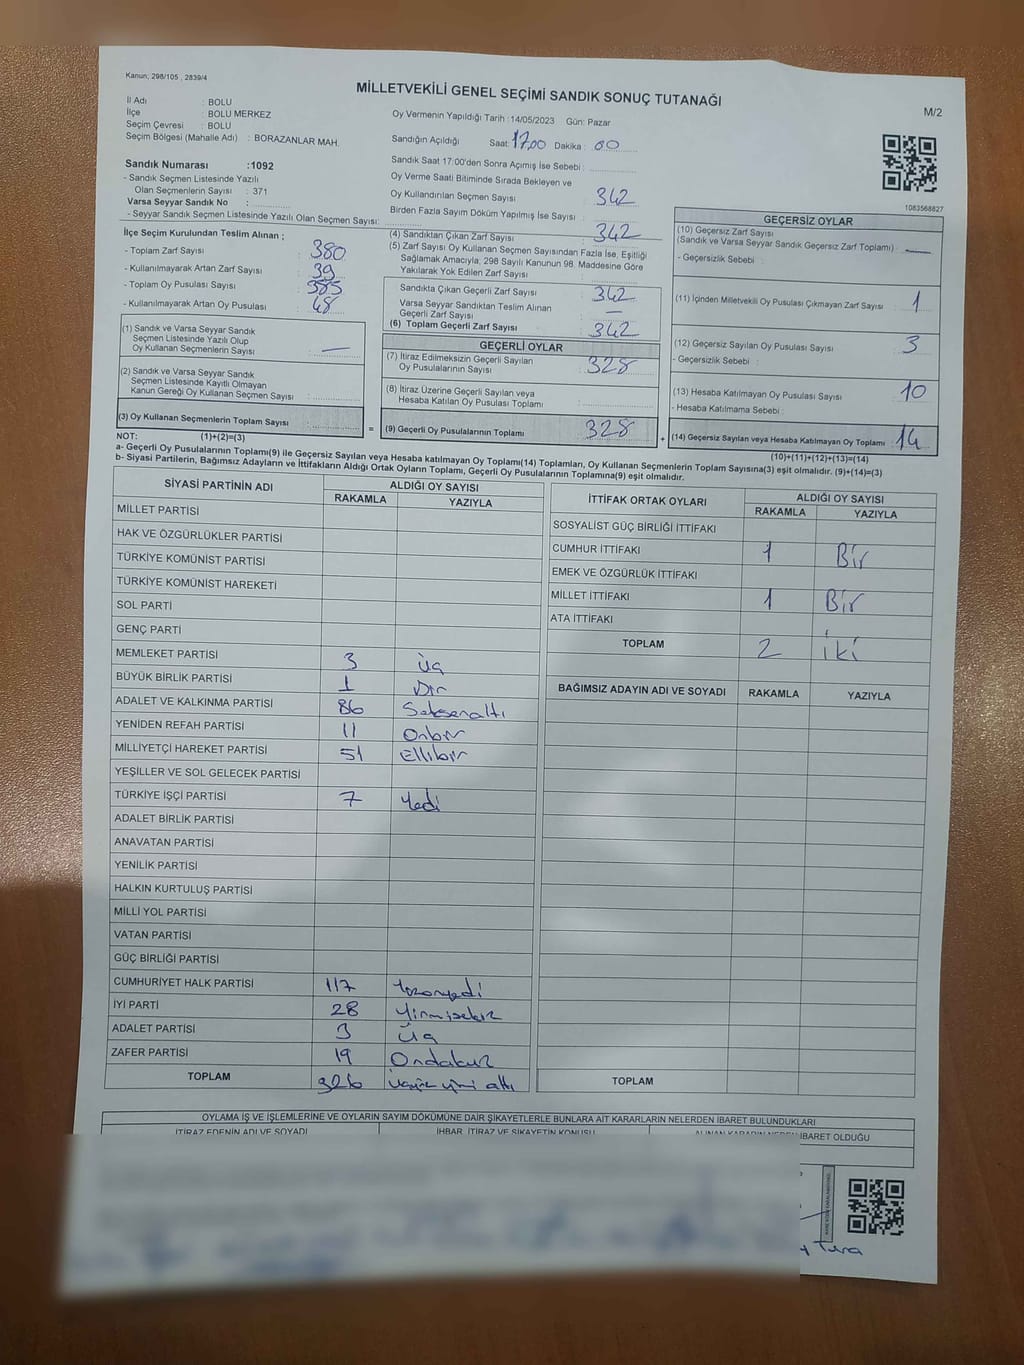 Kanun; 298/105 , 2839/4
MİLLETVEKİLİ GENEL SEÇİMİ SANDIK SONUÇ TUTANAĞI
M/2
İl Adı : BOLU
İlçe : BOLU MERKEZ
Seçim Çevresi : BOLU
Seçim Bölgesi (Mahalle Adı) : BORAZANLAR MAH.
Sandık Numarası :1092
- Sandık Seçmen Listesinde Yazılı
Olan Seçmenlerin Sayısı : 371
Varsa Seyyar Sandık No :
- Seyyar Sandık Seçmen Listesinde Yazılı Olan Seçmen Sayısı:
Oy Vermenin Yapıldığı Tarih :14/05/2023 Gün: Pazar
Sandığın Açıldığı Saat: 17.00 Dakika : 00
Sandık Saat 17:00'den Sonra Açımış İse Sebebi :
Oy Verme Saati Bitiminde Sırada Bekleyen ve
Oy Kullandırılan Seçmen Sayısı : 342
Birden Fazla Sayım Döküm Yapılmış İse Sayısı :
1083568827
İlçe Seçim Kurulundan Teslim Alınan ;
- Toplam Zarf Sayısı : 380
- Kullanılmayarak Artan Zarf Sayısı : 39
- Toplam Oy Pusulası Sayısı : 385
- Kullanılmayarak Artan Oy Pusulası : 48
(1) Sandık ve Varsa Seyyar Sandık
Seçmen Listesinde Yazılı Olup
Oy Kullanan Seçmenlerin Sayısı : —
(2) Sandık ve Varsa Seyyar Sandık
Seçmen Listesinde Kayıtlı Olmayan
Kanun Gereği Oy Kullanan Seçmen Sayısı :
(3) Oy Kullanan Seçmenlerin Toplam Sayısı :
(4) Sandıktan Çıkan Zarf Sayısı : 342
(5) Zarf Sayısı Oy Kullanan Seçmen Sayısından Fazla İse, Eşitliği
Sağlamak Amacıyla, 298 Sayılı Kanunun 98. Maddesine Göre
Yakılarak Yok Edilen Zarf Sayısı :
Sandıkta Çıkan Geçerli Zarf Sayısı : 342
Varsa Seyyar Sandıktan Teslim Alınan
Geçerli Zarf Sayısı : —
(6) Toplam Geçerli Zarf Sayısı : 342
GEÇERLİ OYLAR
(7) İtiraz Edilmeksizin Geçerli Sayılan
Oy Pusulalarının Sayısı : 328
(8) İtiraz Üzerine Geçerli Sayılan veya
Hesaba Katılan Oy Pusulası Toplamı :
= (9) Geçerli Oy Pusulalarının Toplamı : 328 +
GEÇERSİZ OYLAR
(10) Geçersiz Zarf Sayısı
(Sandık ve Varsa Seyyar Sandık Geçersiz Zarf Toplamı) : —
- Geçersizlik Sebebi :
(11) İçinden Milletvekili Oy Pusulası Çıkmayan Zarf Sayısı : 1
(12) Geçersiz Sayılan Oy Pusulası Sayısı : 3
- Geçersizlik Sebebi :
(13) Hesaba Katılmayan Oy Pusulası Sayısı : 10
- Hesaba Katılmama Sebebi :
(14) Geçersiz Sayılan veya Hesaba Katılmayan Oy Toplamı : 14
NOT: (1)+(2)=(3)
(10)+(11)+(12)+(13)=(14)
a- Geçerli Oy Pusulalarının Toplamı(9) ile Geçersiz Sayılan veya Hesaba katılmayan Oy Toplamı(14) Toplamları, Oy Kullanan Seçmenlerin Toplam Sayısına(3) eşit olmalıdır. (9)+(14)=(3)
b- Siyasi Partilerin, Bağımsız Adayların ve İttifakların Aldığı Ortak Oyların Toplamı, Geçerli Oy Pusulalarının Toplamına(9) eşit olmalıdır.
SİYASİ PARTİNİN ADI ALDIĞI OY SAYISI
RAKAMLA YAZIYLA
MİLLET PARTİSİ
HAK VE ÖZGÜRLÜKLER PARTİSİ
TÜRKİYE KOMÜNİST PARTİSİ
TÜRKİYE KOMÜNİST HAREKETİ
SOL PARTİ
GENÇ PARTİ
MEMLEKET PARTİSİ 3 üç
BÜYÜK BİRLİK PARTİSİ 1 Bir
ADALET VE KALKINMA PARTİSİ 86 Seksenaltı
YENİDEN REFAH PARTİSİ 11 Onbir
MİLLİYETÇİ HAREKET PARTİSİ 51 Ellibir
YEŞİLLER VE SOL GELECEK PARTİSİ
TÜRKİYE İŞÇİ PARTİSİ 7 Yedi
ADALET BİRLİK PARTİSİ
ANAVATAN PARTİSİ
YENİLİK PARTİSİ
HALKIN KURTULUŞ PARTİSİ
MİLLİ YOL PARTİSİ
VATAN PARTİSİ
GÜÇ BİRLİĞİ PARTİSİ
CUMHURİYET HALK PARTİSİ 117 Yüzonyedi
İYİ PARTİ 28 Yirmisekiz
ADALET PARTİSİ 3 Üç
ZAFER PARTİSİ 19 Ondokuz
TOPLAM 326 üçyüz yirmi altı
İTTİFAK ORTAK OYLARI ALDIĞI OY SAYISI
RAKAMLA YAZIYLA
SOSYALİST GÜÇ BİRLİĞİ İTTİFAKI
CUMHUR İTTİFAKI 1 Bir
EMEK VE ÖZGÜRLÜK İTTİFAKI
MİLLET İTTİFAKI 1 Bir
ATA İTTİFAKI
TOPLAM 2 İki
BAĞIMSIZ ADAYIN ADI VE SOYADI RAKAMLA YAZIYLA
TOPLAM
OYLAMA İŞ VE İŞLEMLERİNE VE OYLARIN SAYIM DÖKÜMÜNE DAİR ŞİKAYETLERLE BUNLARA AİT KARARLARIN NELERDEN İBARET BULUNDUKLARI
İTİRAZ EDENİN ADI VE SOYADI İHBAR, İTİRAZ VE ŞİKAYETİN KONUSU ALINAN KARARIN NEDEN İBARET OLDUĞU